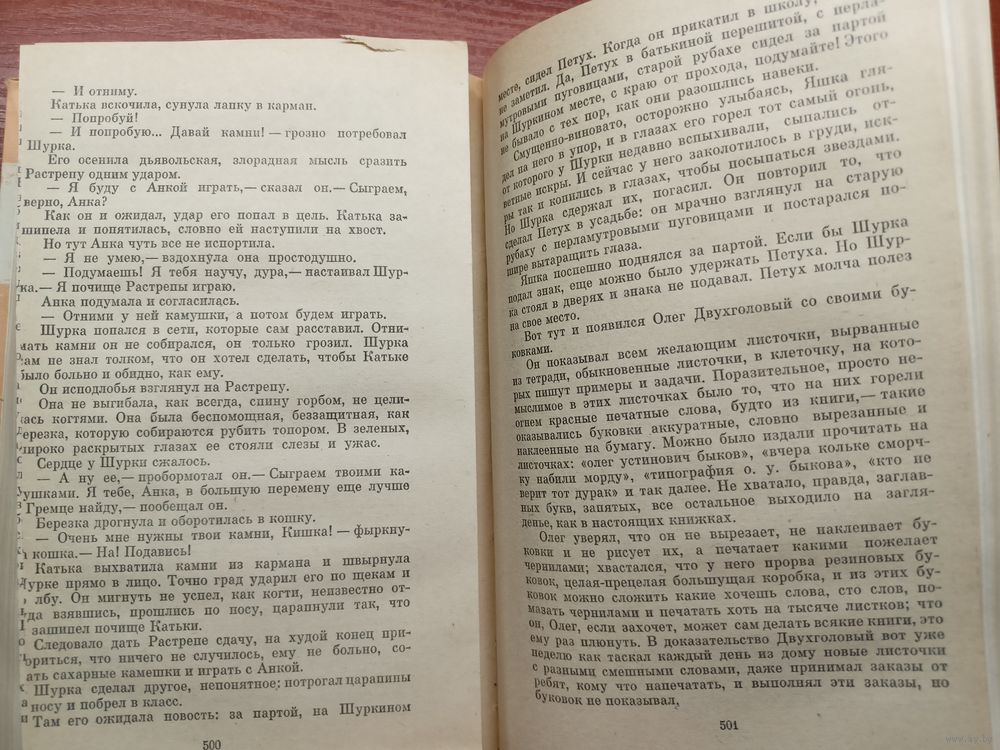 — И отниму.
Катька вскочила, сунула лапку в карман.
— Попробуй!
— И попробую... Давай камни! — грозно потребовал
Шурка.
Его осенила дьявольская, злорадная мысль сразить
Растрепу одним ударом.
— Я буду с Анкой играть,— сказал он.— Сыграем,
верно, Анка?
Как он и ожидал, удар его попал в цель. Катька за-
шипела и попятилась, словно ей наступили на хвост.
Но тут Анка чуть все не испортила.
— Я не умею,— вздохнула она простодушно.
— Подумаешь! Я тебя научу, дура,— настаивал Шур-
ка.— Я почище Растрепы играю.
Анка подумала и согласилась.
— Отними у ней камушки, а потом будем играть.
Шурка попался в сети, которые сам расставил. Отни-
мать камни он не собирался, он только грозил. Шурка
сам не знал толком, что он хотел сделать, чтобы Катьке
было больно и обидно, как ему.
Он исподлобья взглянул на Растрепу.
Она не выгибала, как всегда, спину горбом, не цели-
лась когтями. Она была беспомощная, беззащитная, как
березка, которую собираются рубить топором. В зеленых,
широко раскрытых глазах ее стояли слезы и ужас.
Сердце у Шурки сжалось.
— А ну ее,— пробормотал он.— Сыграем твоими ка-
мушками. Я тебе, Анка, в большую перемену еще лучше
в Гремце найду,— пообещал он.
Березка дрогнула и оборотилась в кошку.
— Очень мне нужны твои камни, Кишка! — фыркну-
ла кошка.— На! Подавись!
Катька выхватила камни из кармана и швырнула
Шурке прямо в лицо. Точно град ударил его по щекам и
лбу. Он мигнуть не успел, как когти, неизвестно от-
куда взявшись, прошлись по носу, царапнули так, что
зашипел почище Катьки.
Следовало дать Растрепе сдачу, на худой конец при-
твориться, что ничего не случилось, ему не больно, со-
брать сахарные камешки и играть с Анкой.
Шурка сделал другое, непонятное: потрогал царапины
на носу и побрел в класс.
Там его ожидала новость: за партой, на Шуркином
500
месте, сидел Петух. Когда он прикатил в школу,
не заметил. Да, Петух в батькиной перешитой, с перла-
мутровыми пуговицами, старой рубахе сидел за партой
на Шуркином месте, с краю от прохода, подумайте! Этого
не бывало с тех пор, как они разошлись навеки.
Смущенно-виновато, осторожно улыбаясь, Яшка гля-
дел на него в упор, и в глазах его горел тот самый огонь,
от которого у Шурки недавно вспыхивали, сыпались от-
ветные искры. И сейчас у него заколотилось в груди, иск-
ры так и копились в глазах, чтобы посыпаться звездами.
Но Шурка сдержал их, погасил. Он повторил то, что
сделал Петух в усадьбе: он мрачно взглянул на старую
рубаху с перламутровыми пуговицами и постарался по-
шире вытаращить глаза.
Яшка поспешно поднялся за партой. Если бы Шурка
подал знак, еще можно было удержать Петуха. Но Шур-
ка стоял в дверях и знака не подавал. Петух молча полез
на свое место.
Вот тут и появился Олег Двухголовый со своими бу-
ковками.
Он показывал всем желающим листочки, вырванные
из тетради, обыкновенные листочки, в клеточку, на кото-
рых пишут примеры и задачи. Поразительное, просто не-
мыслимое в этих листочках было то, что на них горели
огнем красные печатные слова, будто из книги,— такие
оказывались буковки аккуратные, словно вырезанные и
наклеенные на бумагу. Можно было издали прочитать на
листочках: «олег устинович быков», «вчера кольке сморч-
ку набили морду», «типография о. у. быкова», «кто не
верит тот дурак» и так далее. Не хватало, правда, заглав-
ных букв, запятых, все остальное выходило на загля-
денье, как в настоящих книжках.
Олег уверял, что он не вырезает, не наклеивает бу-
ковки и не рисует их, а печатает какими пожелает
чернилами; хвастался, что у него прорва резиновых бу-
ковок, целая-прецелая большущая коробка, и из этих бу-
ковок можно сложить какие хочешь слова, сто слов, по-
мазать чернилами и печатать хоть на тысяче листков; что
он, Олег, если захочет, может сам делать всякие книги, это
ему раз плюнуть. В доказательство Двухголовый вот уже
неделю как таскал каждый день из дому новые листочки
с разными смешными словами, даже принимал заказы от
ребят, кому что напечатать, и выполнял эти заказы, но
буковок не показывал,
501